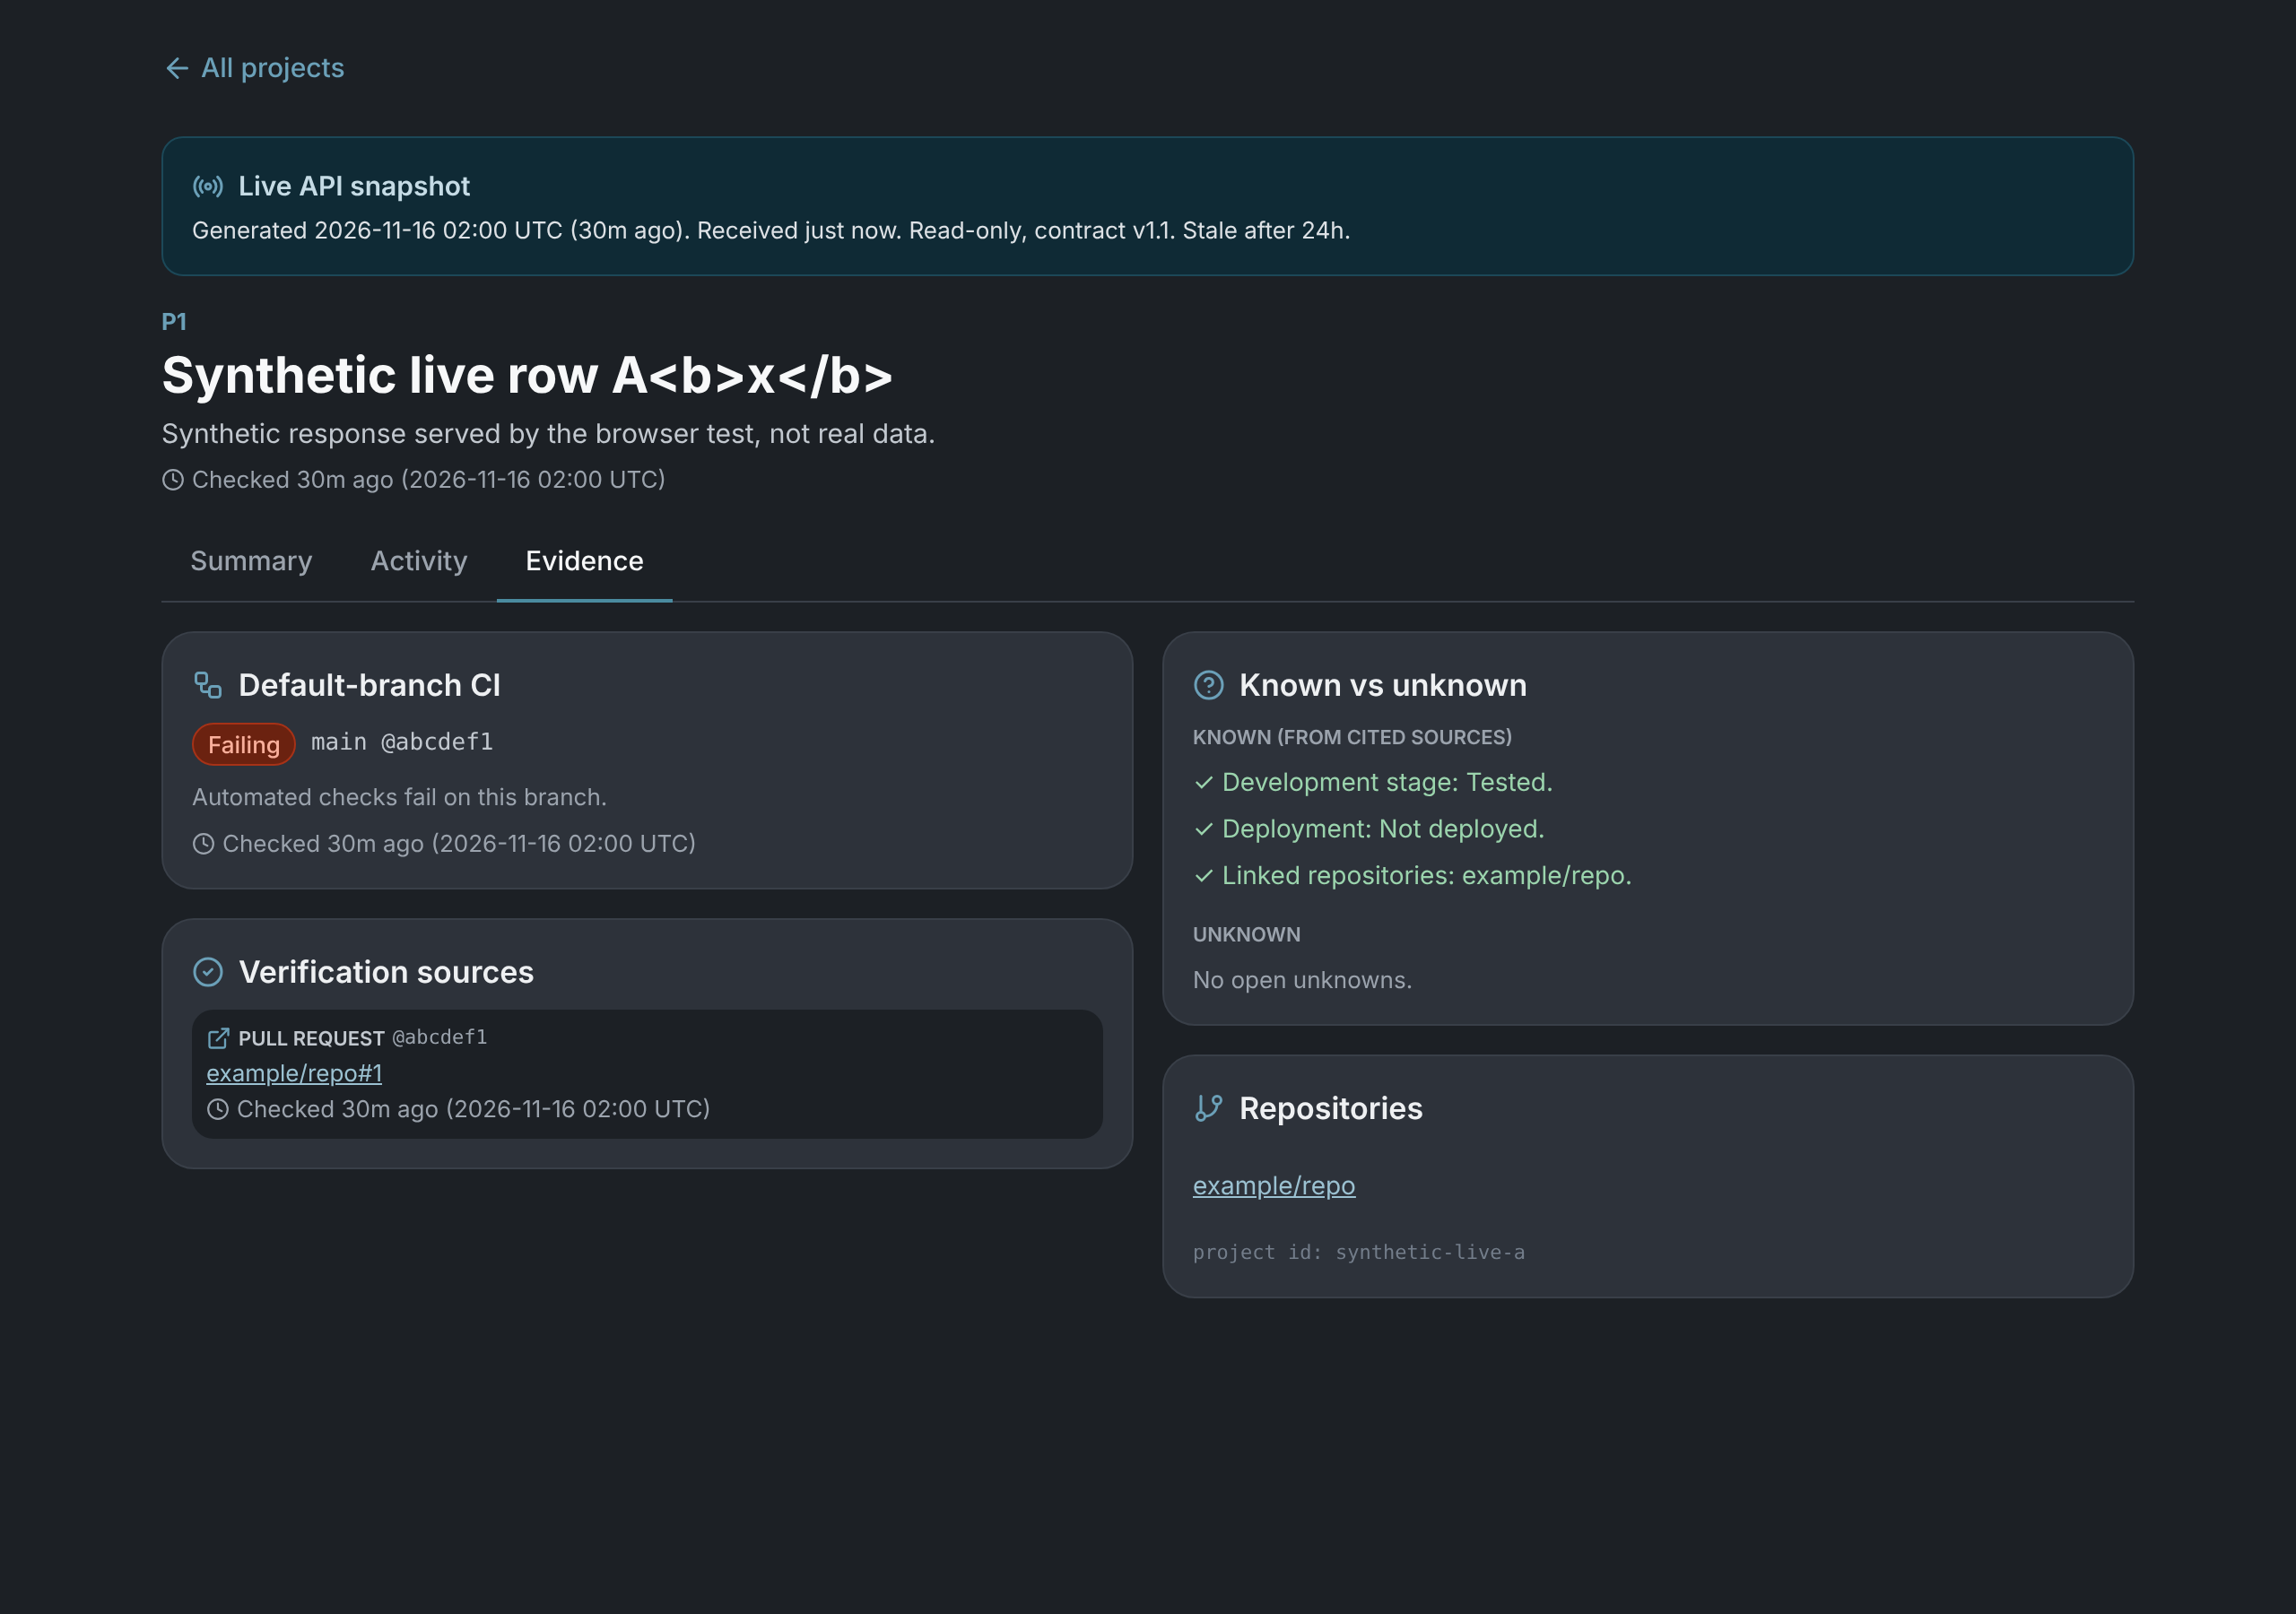 All projects
Live API snapshot
Generated 2026-11-16 02:00 UTC (30m ago). Received just now. Read-only, contract v1.1. Stale after 24h.
P1
Synthetic live row A<b>x</b>
Synthetic response served by the browser test, not real data.
Checked 30m ago (2026-11-16 02:00 UTC)
Summary Activity Evidence
Default-branch CI
Failing main @abcdef1
Automated checks fail on this branch.
Checked 30m ago (2026-11-16 02:00 UTC)
Verification sources
PULL REQUEST @abcdef1
example/repo#1
Checked 30m ago (2026-11-16 02:00 UTC)
Known vs unknown
KNOWN (FROM CITED SOURCES)
Development stage: Tested.
Deployment: Not deployed.
Linked repositories: example/repo.
UNKNOWN
No open unknowns.
Repositories
example/repo
project id: synthetic-live-a